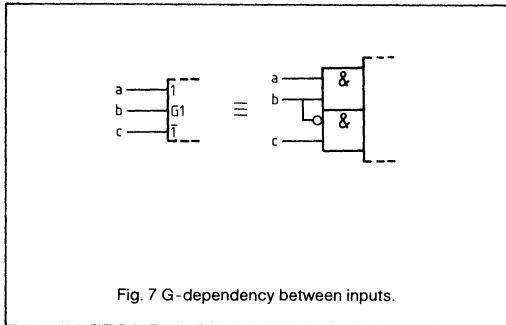 a 1
b G1
c 1̅
≡
a &
b
&
c
Fig. 7 G-dependency between inputs.